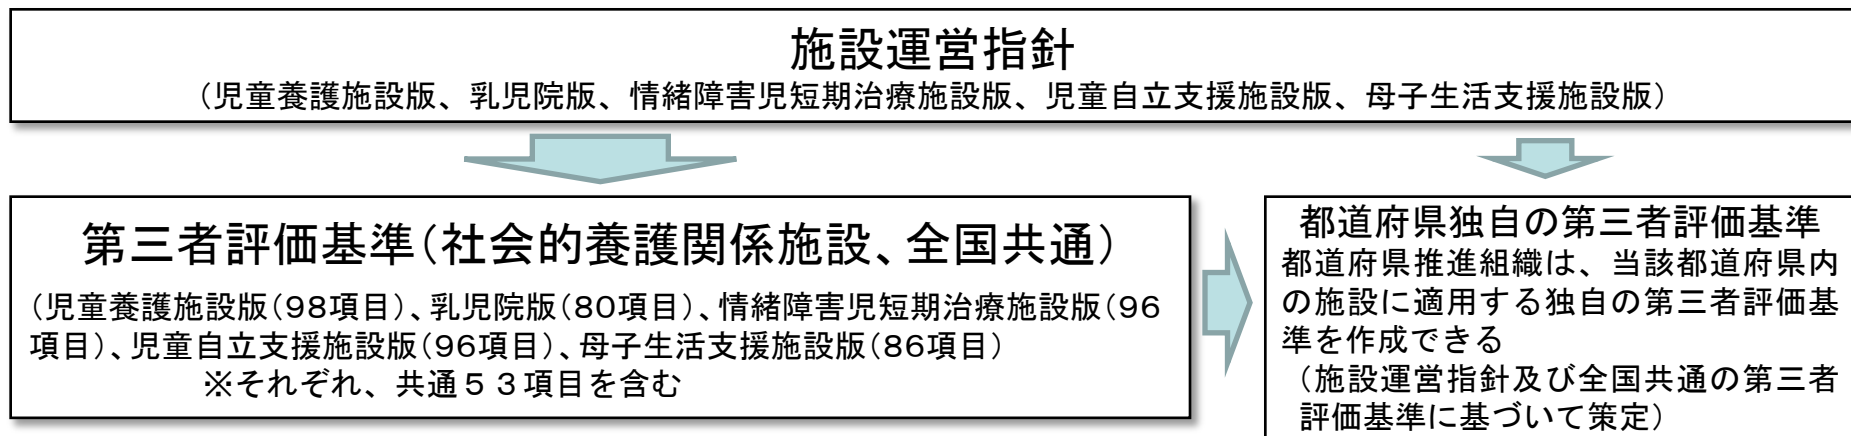 施設運営指針
（児童養護施設版、乳児院版、情緒障害児短期治療施設版、児童自立支援施設版、母子生活支援施設版）
第三者評価基準（社会的養護関係施設、全国共通）
（児童養護施設版（98項目）、乳児院版（80項目）、情緒障害児短期治療施設版（96
項目）、児童自立支援施設版（96項目）、母子生活支援施設版（86項目）
※それぞれ、共通５３項目を含む
都道府県独自の第三者評価基準
都道府県推進組織は、当該都道府県内
の施設に適用する独自の第三者評価基
準を作成できる
（施設運営指針及び全国共通の第三者
評価基準に基づいて策定）